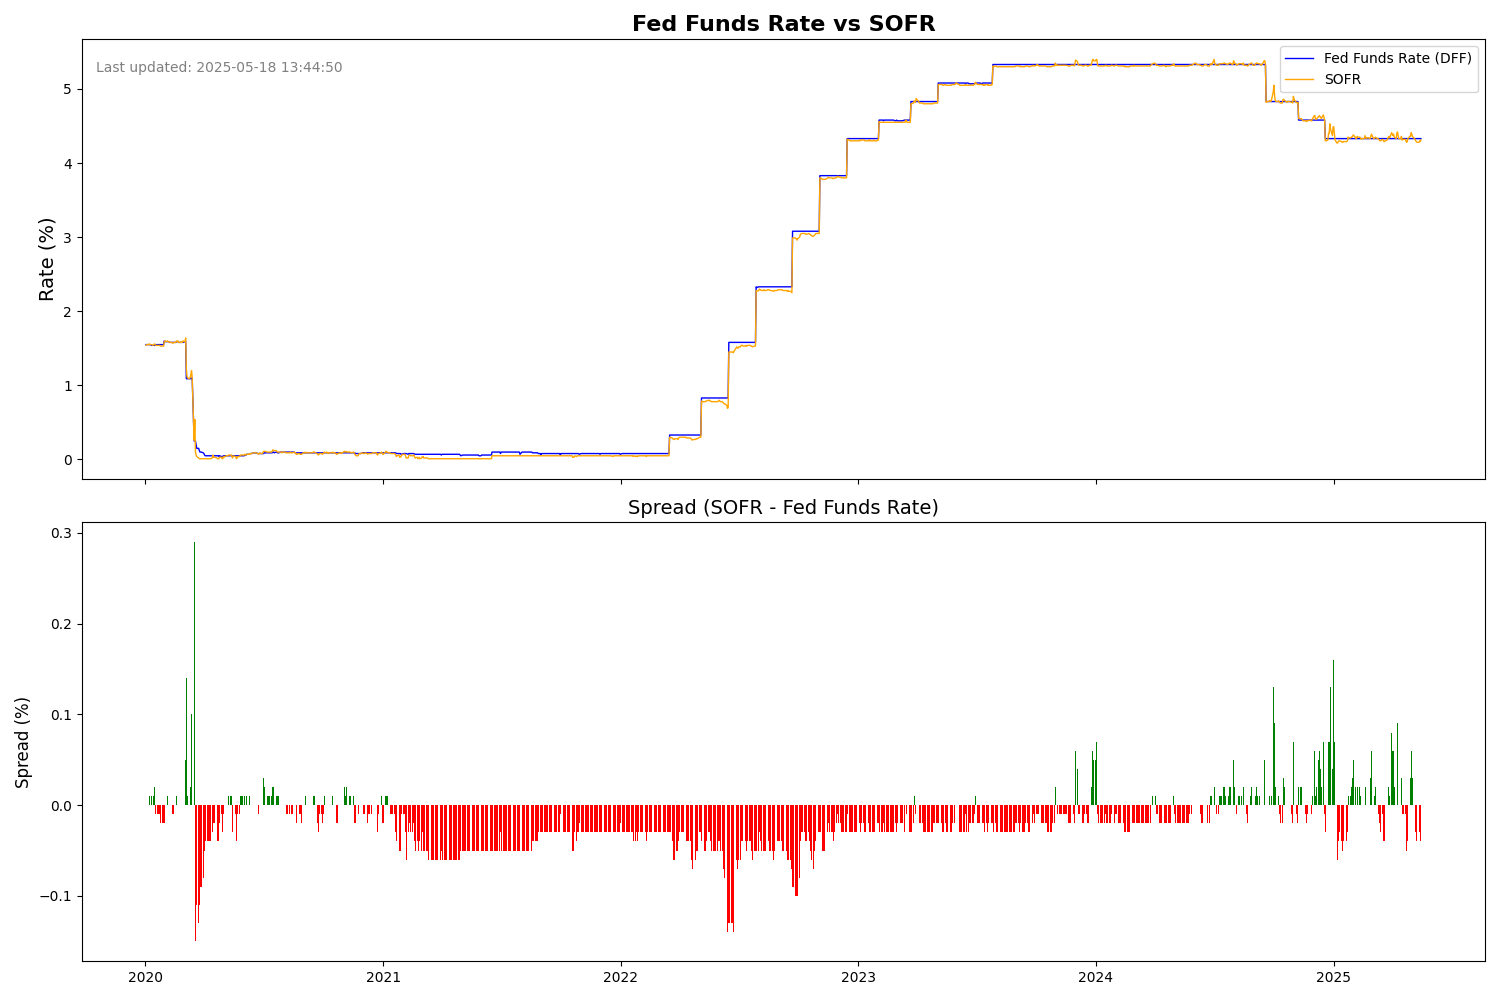 Fed Funds Rate vs SOFR
Last updated: 2025-05-18 13:44:50
Fed Funds Rate (DFF)
SOFR
Rate (%)
5
4
3
2
1
0
Spread (SOFR - Fed Funds Rate)
Spread (%)
0.3
0.2
0.1
0.0
−0.1
2020 2021 2022 2023 2024 2025